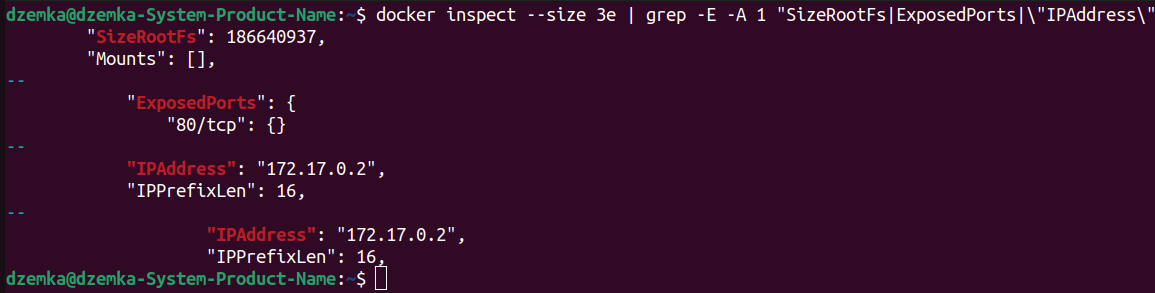 dzemka@dzemka-System-Product-Name:~$ docker inspect --size 3e | grep -E -A 1 "SizeRootFs|ExposedPorts|\"IPAddress\"
        "SizeRootFs": 186640937,
        "Mounts": [],
--
            "ExposedPorts": {
                "80/tcp": {}
--
            "IPAddress": "172.17.0.2",
            "IPPrefixLen": 16,
--
                    "IPAddress": "172.17.0.2",
                    "IPPrefixLen": 16,
dzemka@dzemka-System-Product-Name:~$